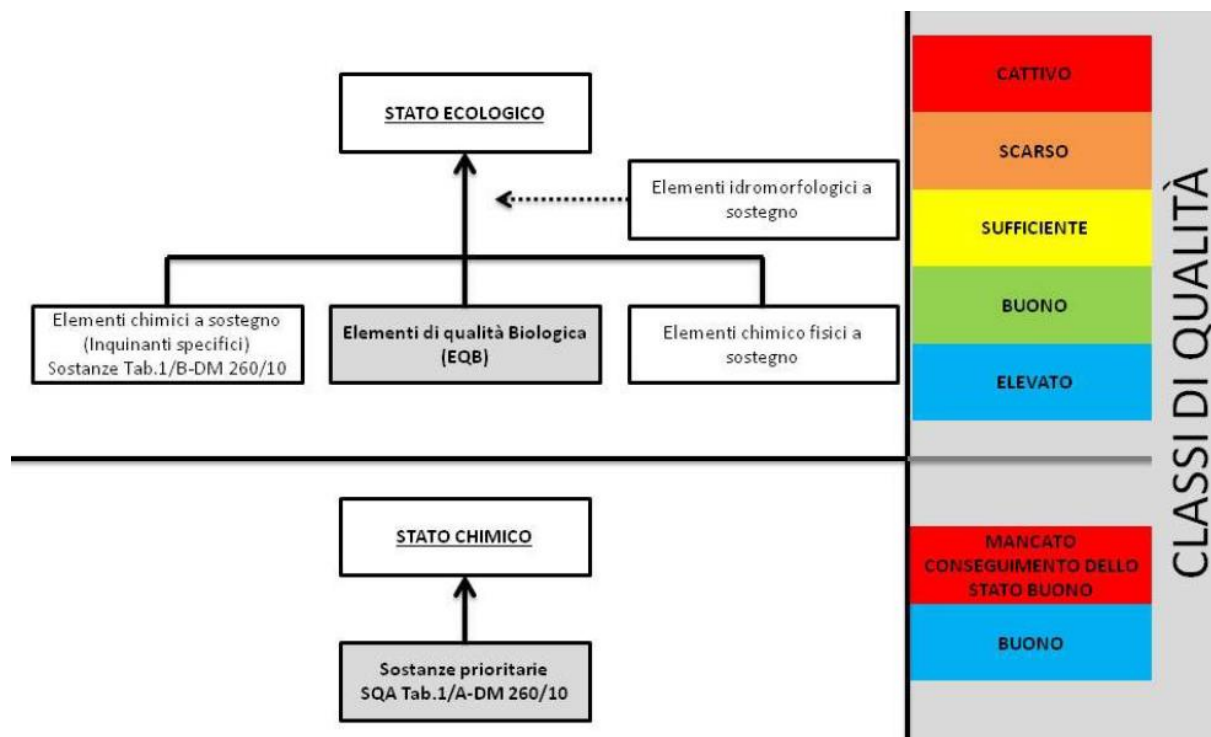 STATO ECOLOGICO
Elementi idromorfologici a
sostegno
Elementi chimici a sostegno
(Inquinanti specifici)
Sostanze Tab.1/B-DM 260/10
Elementi di qualità Biologica
(EQB)
Elementi chimico fisici a
sostegno
CATTIVO
SCARSO
SUFFICIENTE
BUONO
ELEVATO
STATO CHIMICO
Sostanze prioritarie
SQA Tab.1/A-DM 260/10
MANCATO
CONSEGUIMENTO DELLO
STATO BUONO
BUONO
CLASSI DI QUALITÀ